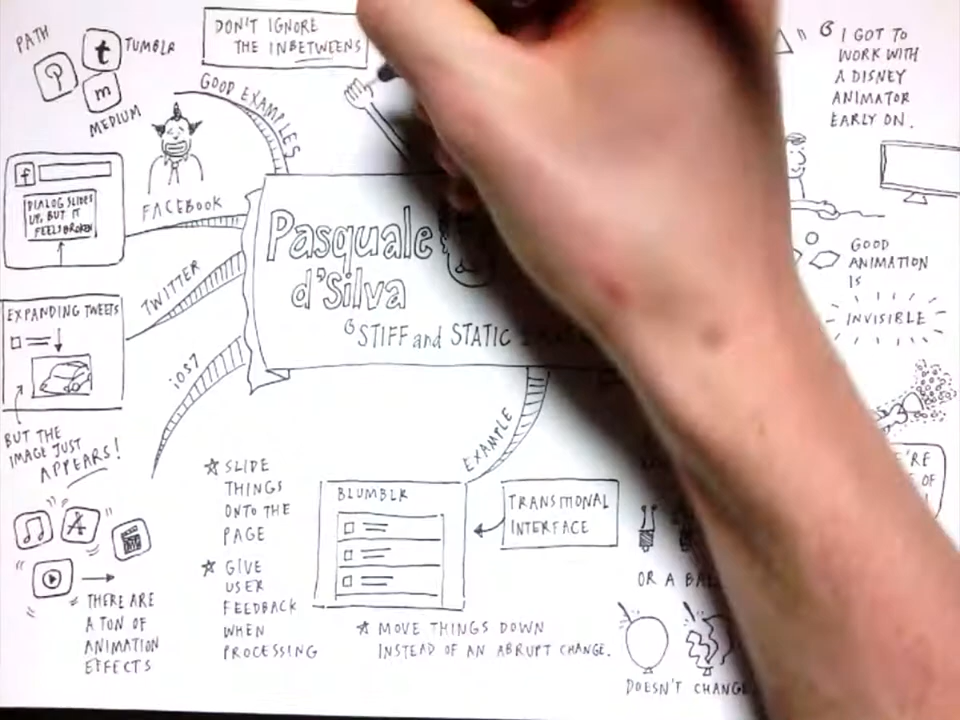 PATH
TUMBLR
MEDIUM
DON'T IGNORE
THE INBETWEENS
GOOD EXAMPLES
I GOT TO
WORK WITH
A DISNEY
ANIMATOR
EARLY ON.
f
DIALOG SLIDES
UP, BUT IT
FEELS BROKEN
FACEBOOK
TWITTER
iOS7
EXPANDING TWEETS
BUT THE
IMAGE JUST
APPEARS!
Pasquale
d'Silva
STIFF and STATIC
GOOD
ANIMATION
IS
INVISIBLE
THERE ARE
A TON OF
ANIMATION
EFFECTS
SLIDE
THINGS
ONTO THE
PAGE
GIVE
USER
FEEDBACK
WHEN
PROCESSING
EXAMPLE
BLUMBLR
TRANSITIONAL
INTERFACE
MOVE THINGS DOWN
INSTEAD OF AN ABRUPT CHANGE.
OR A
DOESN'T CHANGE
OF